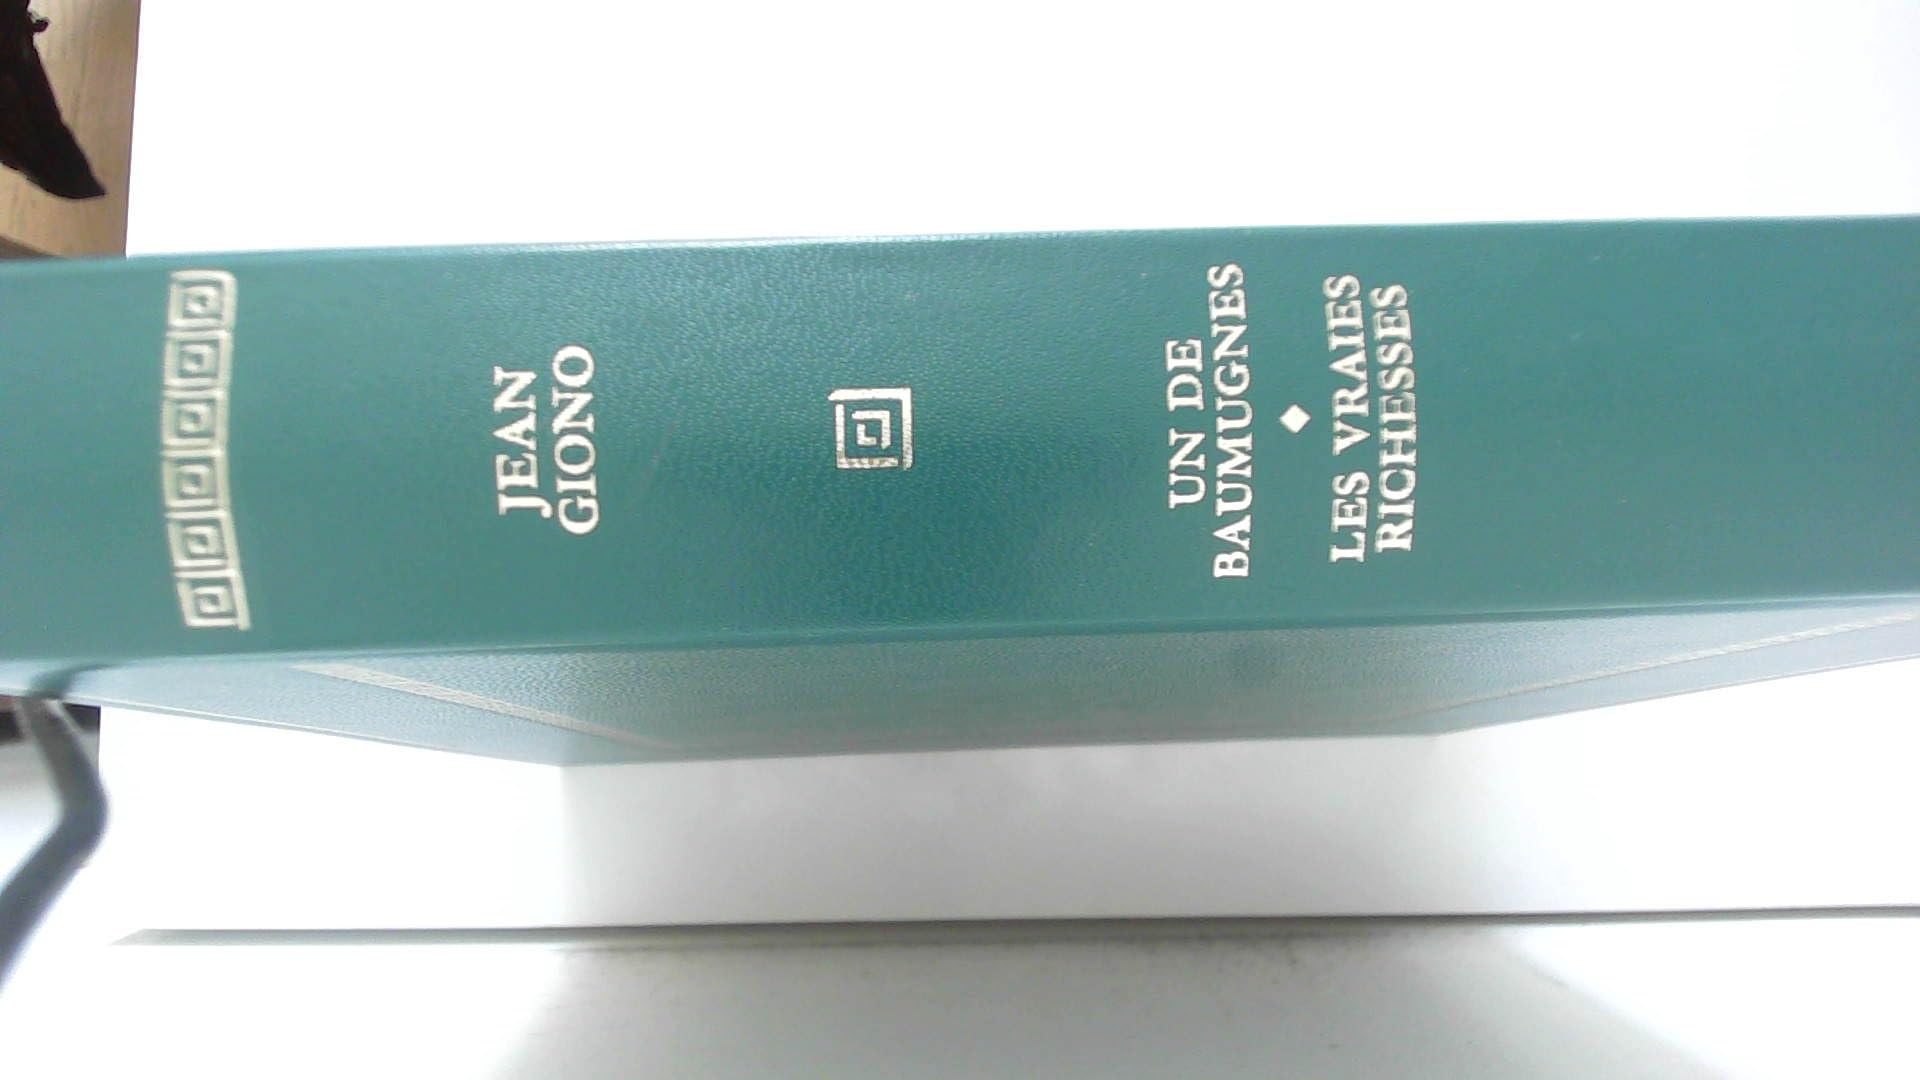 JEAN
GIONO
UN DE
BAUMUGNES
LES VRAIES
RICHESSES